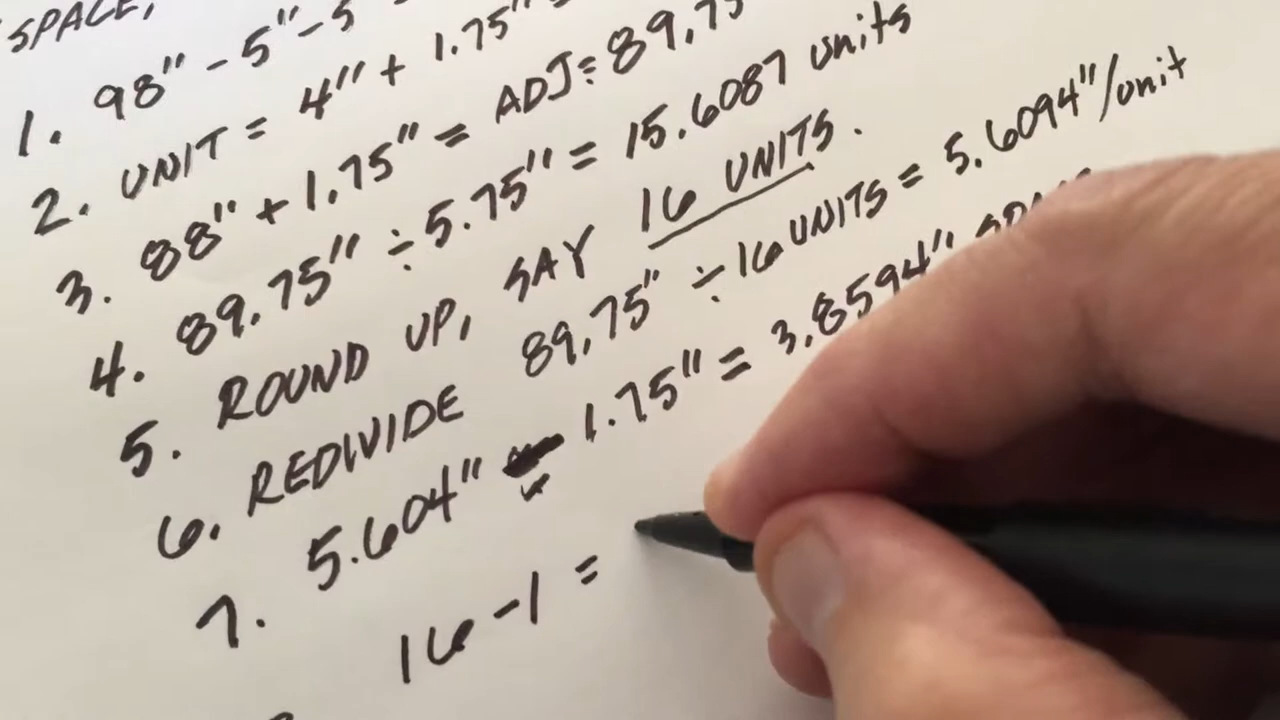 SPACE,
1. 98" - 5" - 5
2. UNIT = 4" + 1.75"
3. 88" + 1.75" = ADJ: 89.75
4. 89.75" ÷ 5.75" = 15.6087 units
5. ROUND UP, SAY 16 UNITS.
6. REDIVIDE 89.75" ÷ 16 UNITS = 5.6094"/unit
7. 5.604" - 1.75" = 3.8594"
16 - 1 =